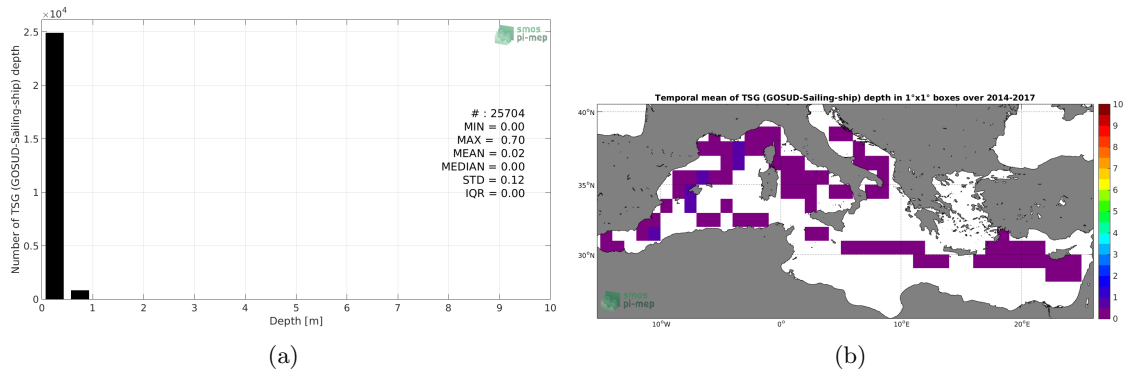 ×10⁴
2.5
2
1.5
1
0.5
0
Number of TSG (GOSUD-Sailing-ship) depth
smos
pi-mep
# : 25704
MIN = 0.00
MAX = 0.70
MEAN = 0.02
MEDIAN = 0.00
STD = 0.12
IQR = 0.00
0 1 2 3 4 5 6 7 8 9 10
Depth [m]
(a)
Temporal mean of TSG (GOSUD-Sailing-ship) depth in 1°x1° boxes over 2014-2017
40°N
35°N
30°N
10°W 0° 10°E 20°E
smos
pi-mep
10
9
8
7
6
5
4
3
2
1
0
(b)